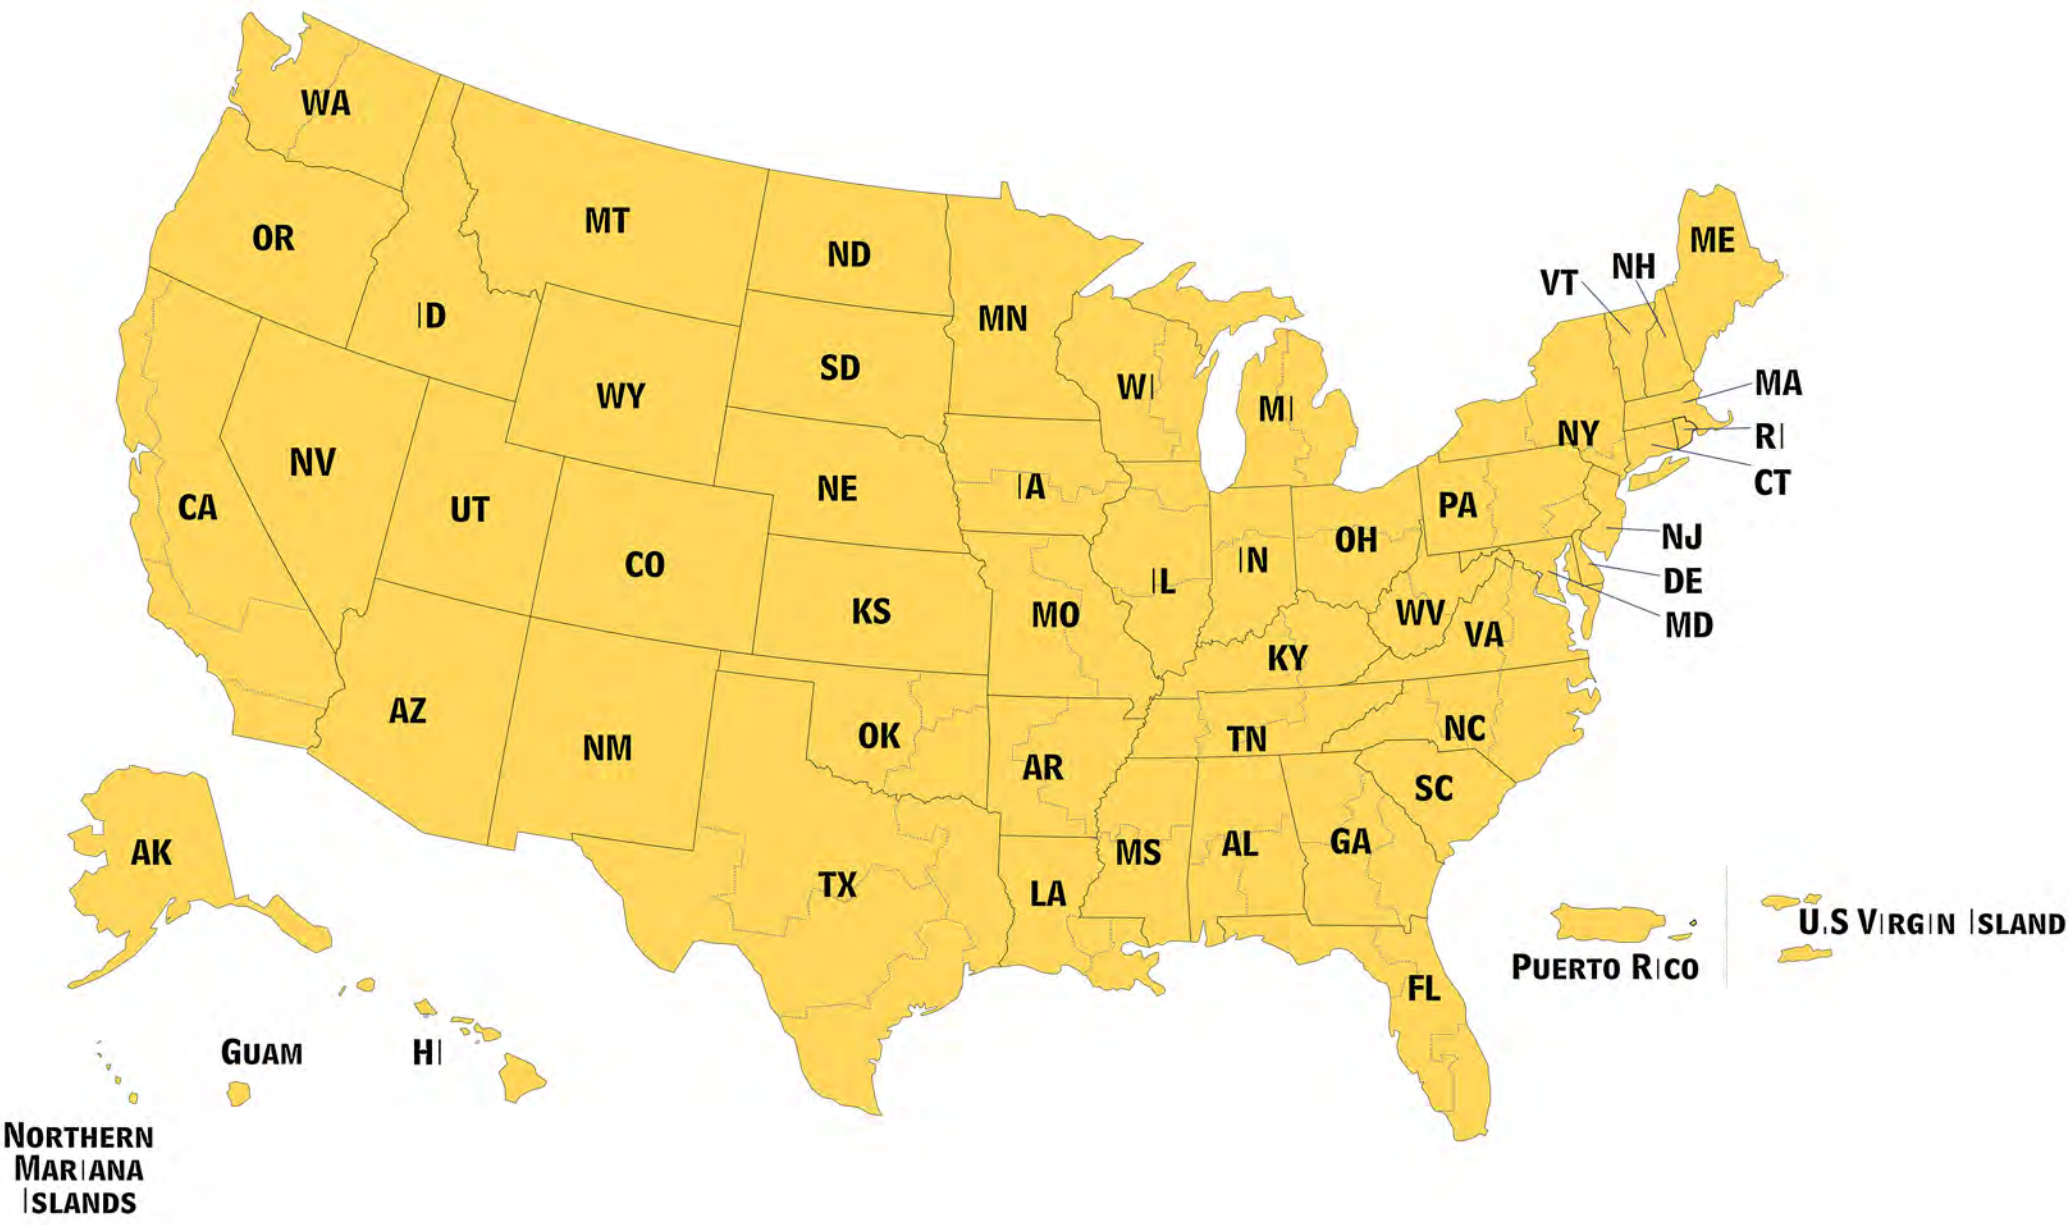 WA
MT
ND
OR
ID
MN
ME
NH
VT
SD
WY
WI
MI
MA
NY
RI
CT
NV
CA
UT
NE
IA
PA
NJ
OH
IN
IL
CO
DE
KS
MO
WV
VA
MD
KY
AZ
NM
OK
AR
TN
NC
SC
AK
TX
LA
MS
AL
GA
U.S VIRGIN ISLAND
PUERTO RICO
FL
GUAM
HI
NORTHERN
MARIANA
ISLANDS